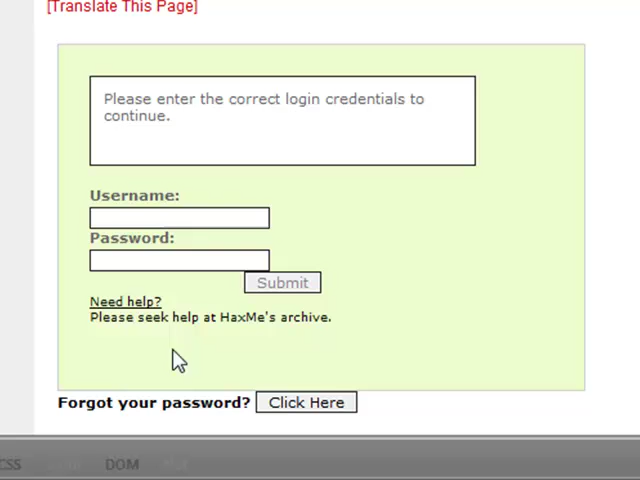 [Translate This Page]
Please enter the correct login credentials to
continue.
Username:
Password:
Submit
Need help?
Please seek help at HaxMe's archive.
Forgot your password? Click Here
CSS DOM